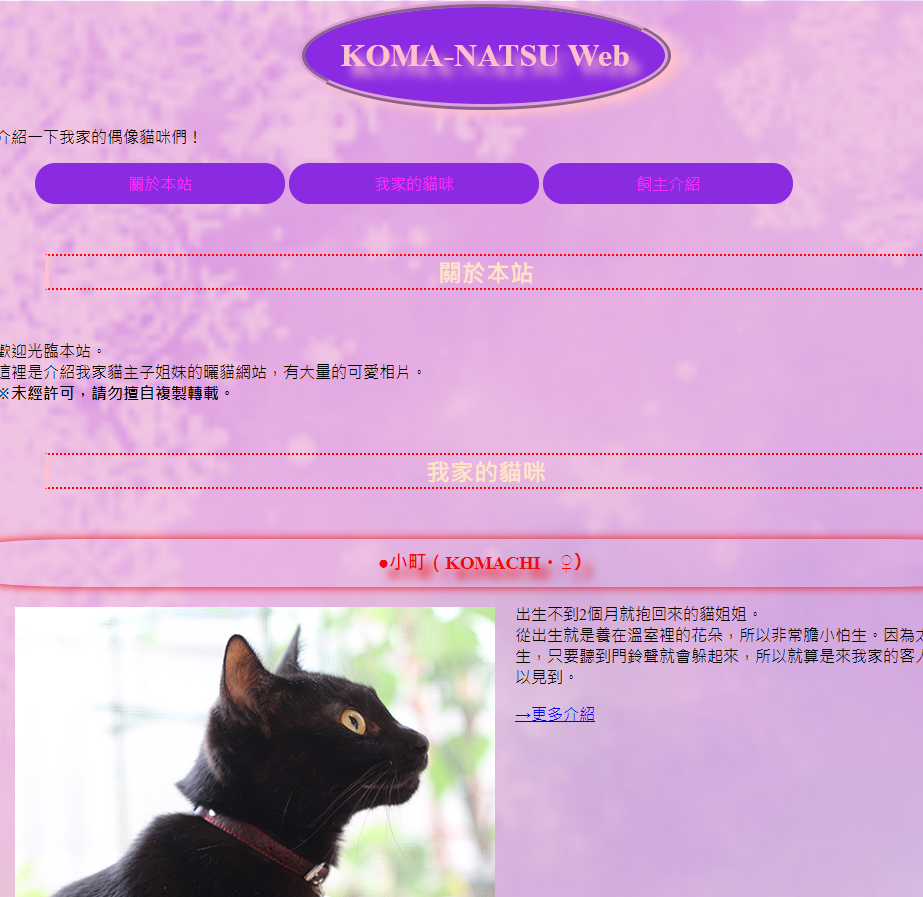 KOMA-NATSU Web
介紹一下我家的偶像貓咪們！
關於本站
我家的貓咪
飼主介紹
關於本站
歡迎光臨本站。
這裡是介紹我家貓主子姐妹的曬貓網站，有大量的可愛相片。
※未經許可，請勿擅自複製轉載。
我家的貓咪
●小町（KOMACHI・♀）
出生不到2個月就抱回來的貓姐姐。
從出生就是養在溫室裡的花朵，所以非常膽小怕生。因為太
生，只要聽到門鈴聲就會躲起來，所以就算是來我家的客人
以見到。
→更多介紹